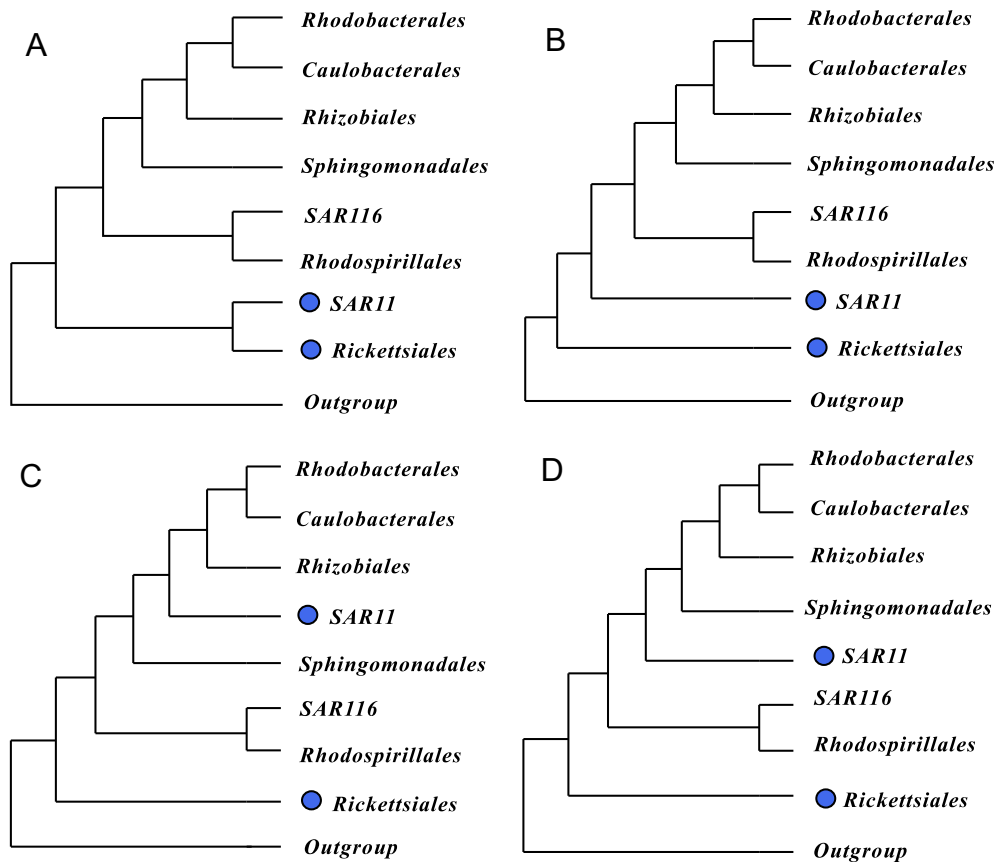 A
Rhodobacterales
Caulobacterales
Rhizobiales
Sphingomonadales
SAR116
Rhodospirillales
SAR11
Rickettsiales
Outgroup
B
Rhodobacterales
Caulobacterales
Rhizobiales
Sphingomonadales
SAR116
Rhodospirillales
SAR11
Rickettsiales
Outgroup
C
Rhodobacterales
Caulobacterales
Rhizobiales
SAR11
Sphingomonadales
SAR116
Rhodospirillales
Rickettsiales
Outgroup
D
Rhodobacterales
Caulobacterales
Rhizobiales
Sphingomonadales
SAR11
SAR116
Rhodospirillales
Rickettsiales
Outgroup